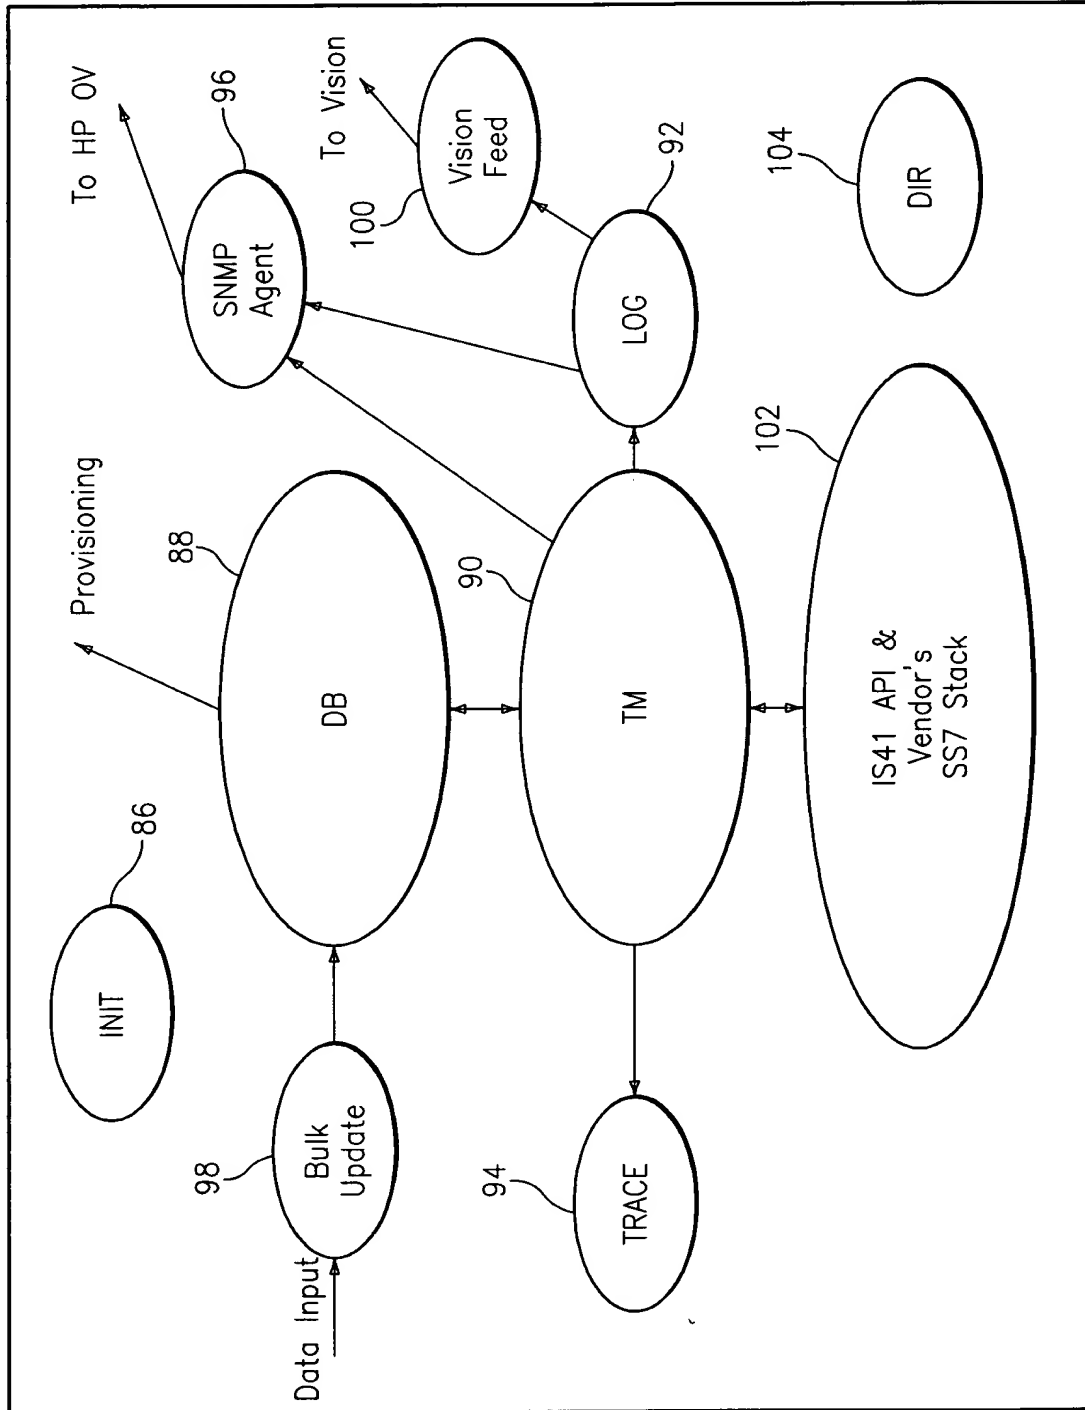 INIT
86
Provisioning
To HP OV
96
SNMP
Agent
To Vision
100
Vision
Feed
Data Input
98
Bulk
Update
88
DB
94
TRACE
90
TM
LOG
92
102
IS41 API &
Vendor's
SS7 Stack
104
DIR